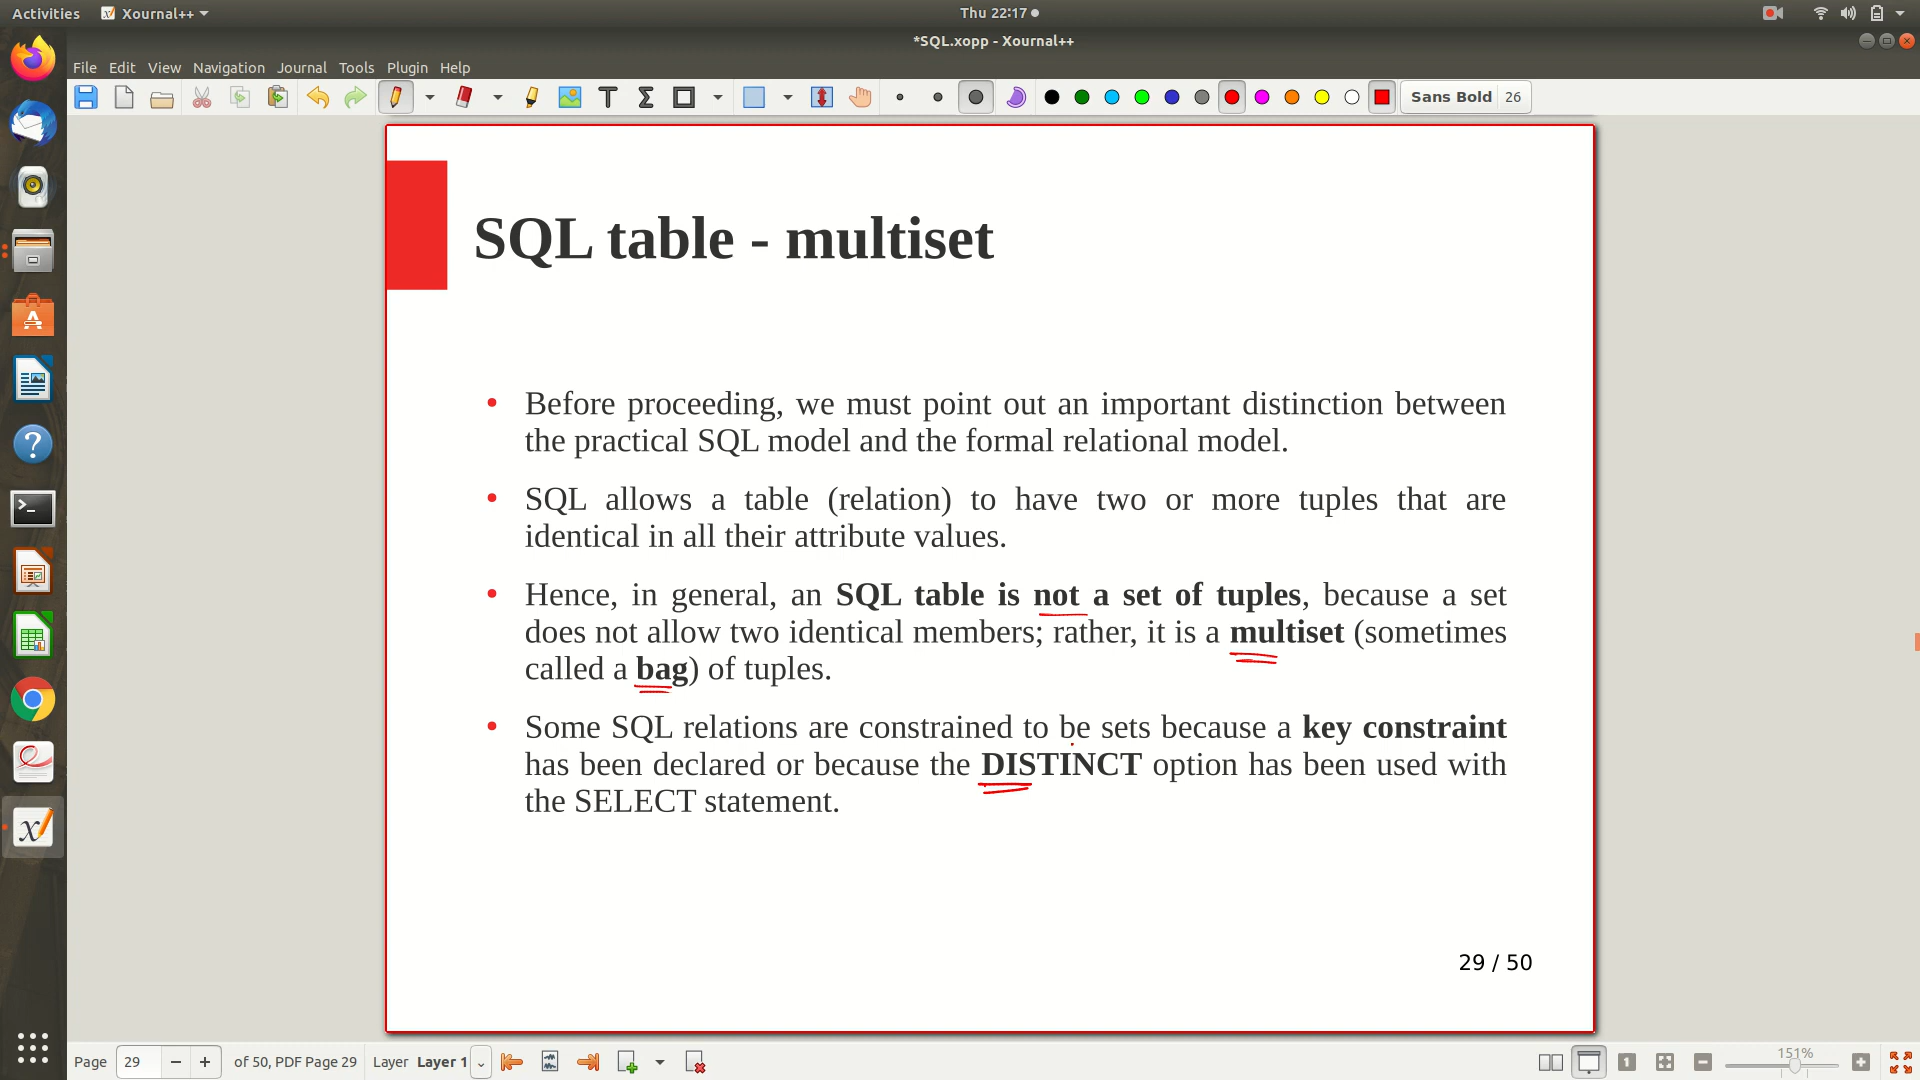 Activities
Xournal++
Thu 22:17
*SQL.xopp - Xournal++
File Edit View Navigation Journal Tools Plugin Help
Sans Bold 26
SQL table - multiset
Before proceeding, we must point out an important distinction between
the practical SQL model and the formal relational model.
SQL allows a table (relation) to have two or more tuples that are
identical in all their attribute values.
Hence, in general, an SQL table is not a set of tuples, because a set
does not allow two identical members; rather, it is a multiset (sometimes
called a bag) of tuples.
Some SQL relations are constrained to be sets because a key constraint
has been declared or because the DISTINCT option has been used with
the SELECT statement.
29 / 50
Page 29 of 50, PDF Page 29 Layer Layer 1
151%